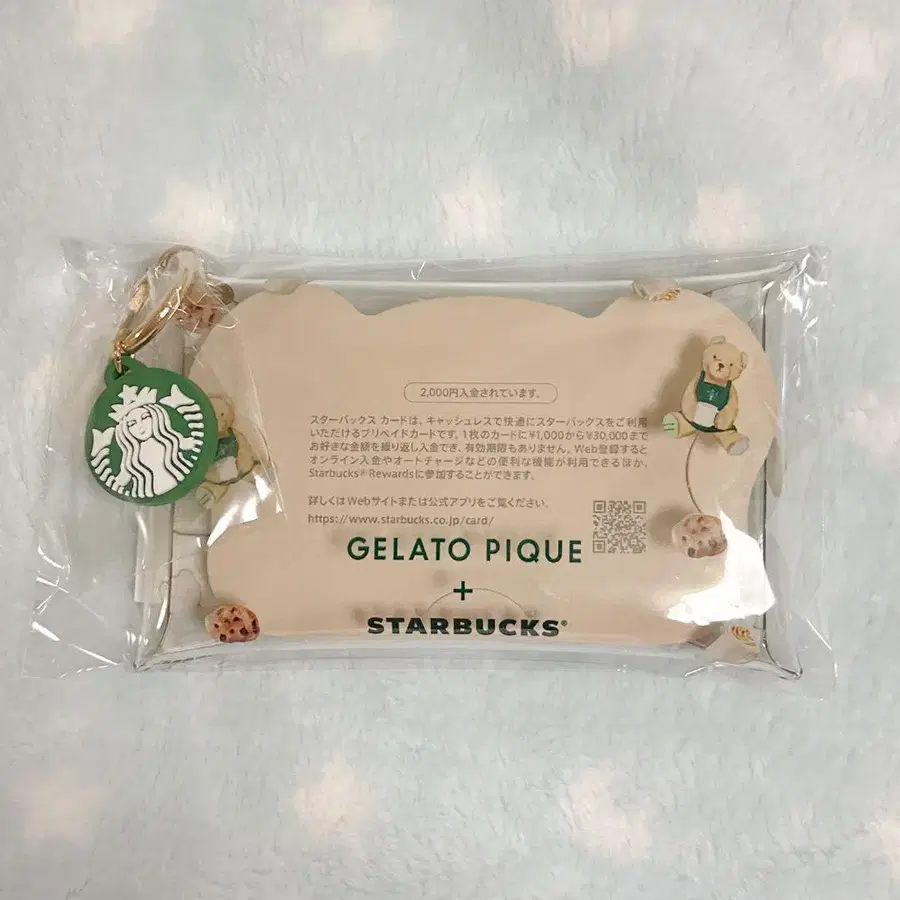 2,000円入金されています。
スターバックス カードは、キャッシュレスで快適にスターバックスをご利用
いただけるプリペイドカードです。1枚のカードに¥1,000から¥30,000まで
お好きな金額を繰り返し入金でき、有効期限もありません。Web登録すると
オンライン入金やオートチャージなどの便利な機能が利用できるほか、
Starbucks® Rewardsに参加することができます。
詳しくはWebサイトまたは公式アプリをご覧ください。
https://www.starbucks.co.jp/card/
GELATO PIQUE
+
STARBUCKS®